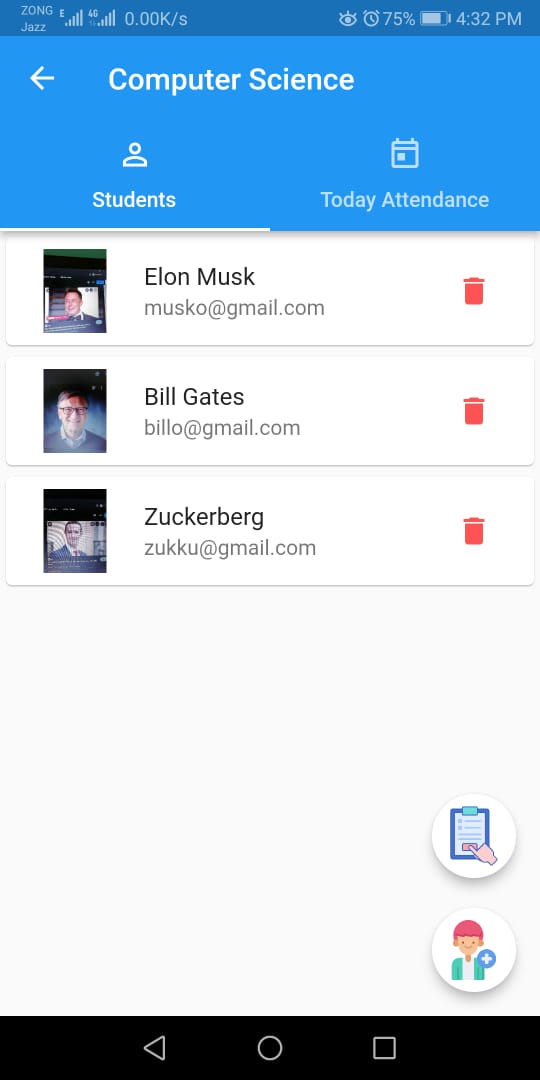 ZONG
Jazz
E
4G
0.00K/s
75%
4:32 PM
Computer Science
Students
Today Attendance
Elon Musk
musko@gmail.com
Bill Gates
billo@gmail.com
Zuckerberg
zukku@gmail.com